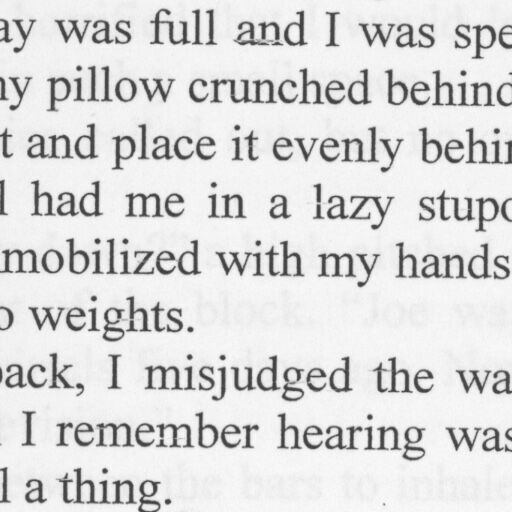 ay was full and I was spe
ny pillow crunched behind
t and place it evenly behin
l had me in a lazy stupo
mobilized with my hands
o weights.
back, I misjudged the wa
I remember hearing was
l a thing.